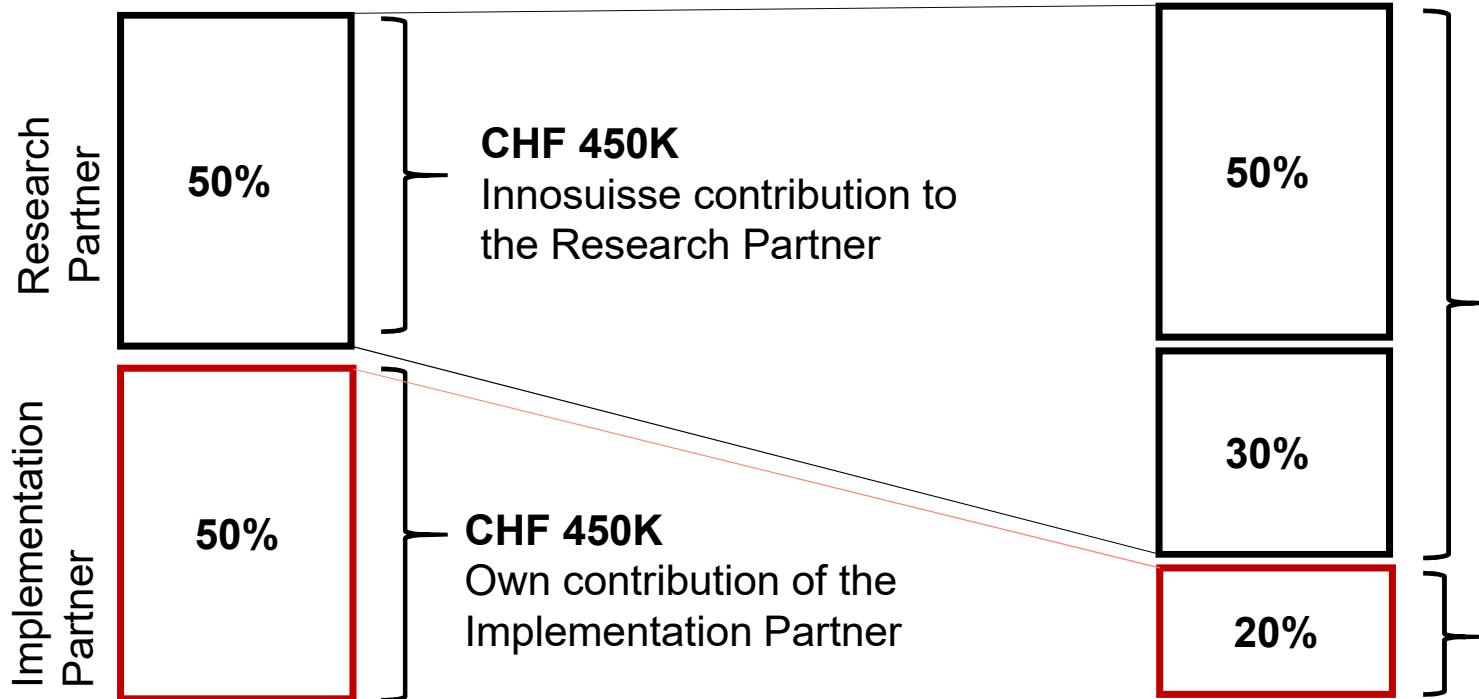 Research
Partner
50%
CHF 450K
Innosuisse contribution to
the Research Partner
50%
30%
Implementation
Partner
50%
CHF 450K
Own contribution of the
Implementation Partner
20%